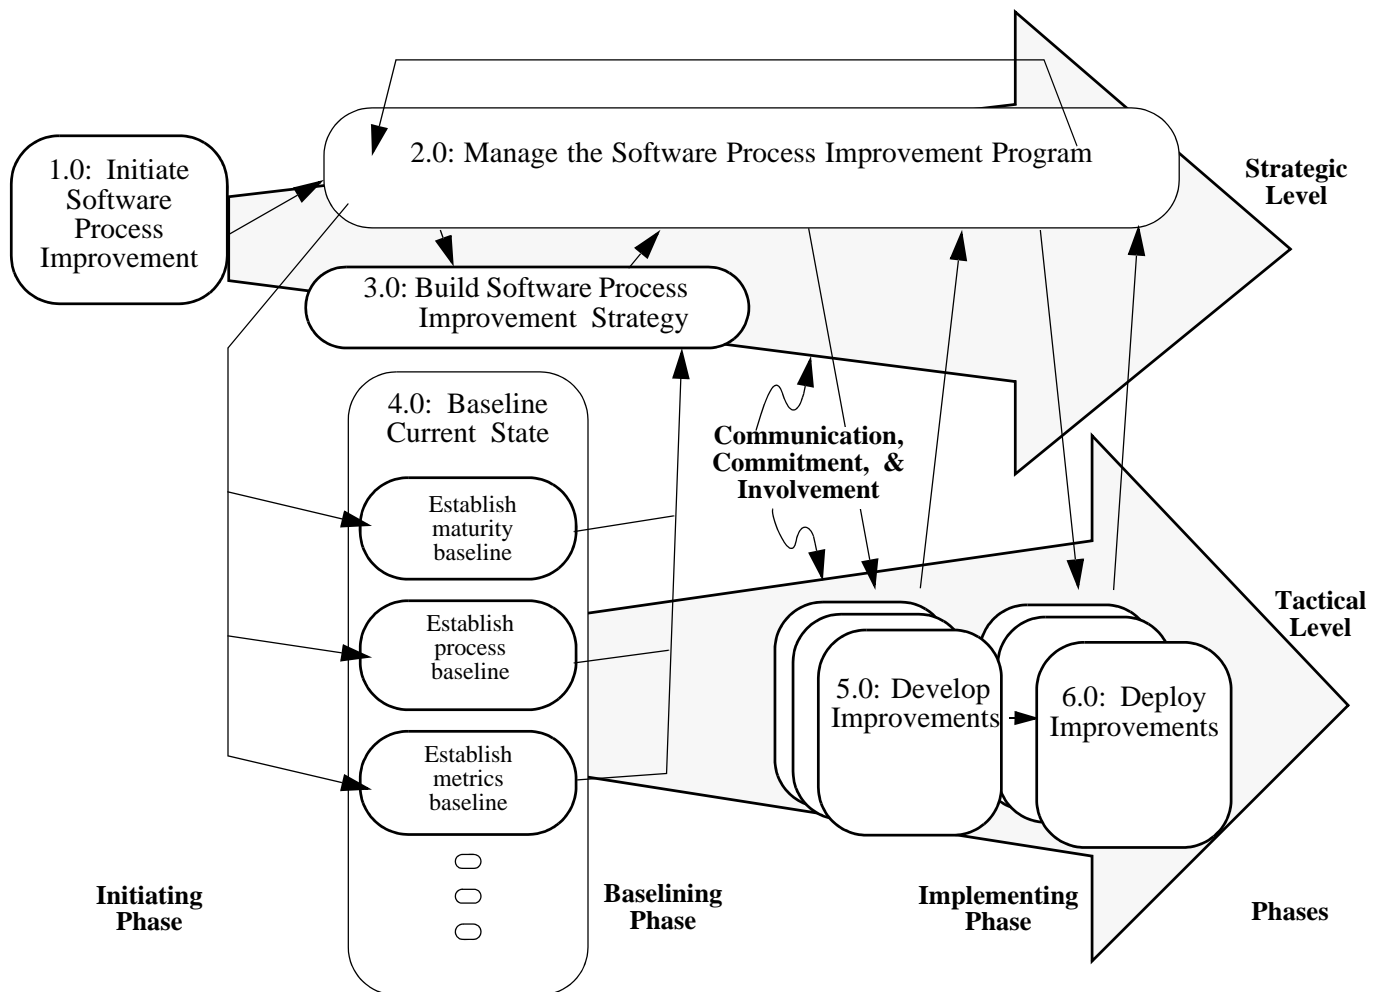 1.0: Initiate
Software
Process
Improvement
2.0: Manage the Software Process Improvement Program
Strategic
Level
3.0: Build Software Process
Improvement Strategy
4.0: Baseline
Current State
Communication,
Commitment, &
Involvement
Establish
maturity
baseline
Establish
process
baseline
Establish
metrics
baseline
Tactical
Level
5.0: Develop
Improvements
6.0: Deploy
Improvements
Initiating
Phase
Baselining
Phase
Implementing
Phase
Phases